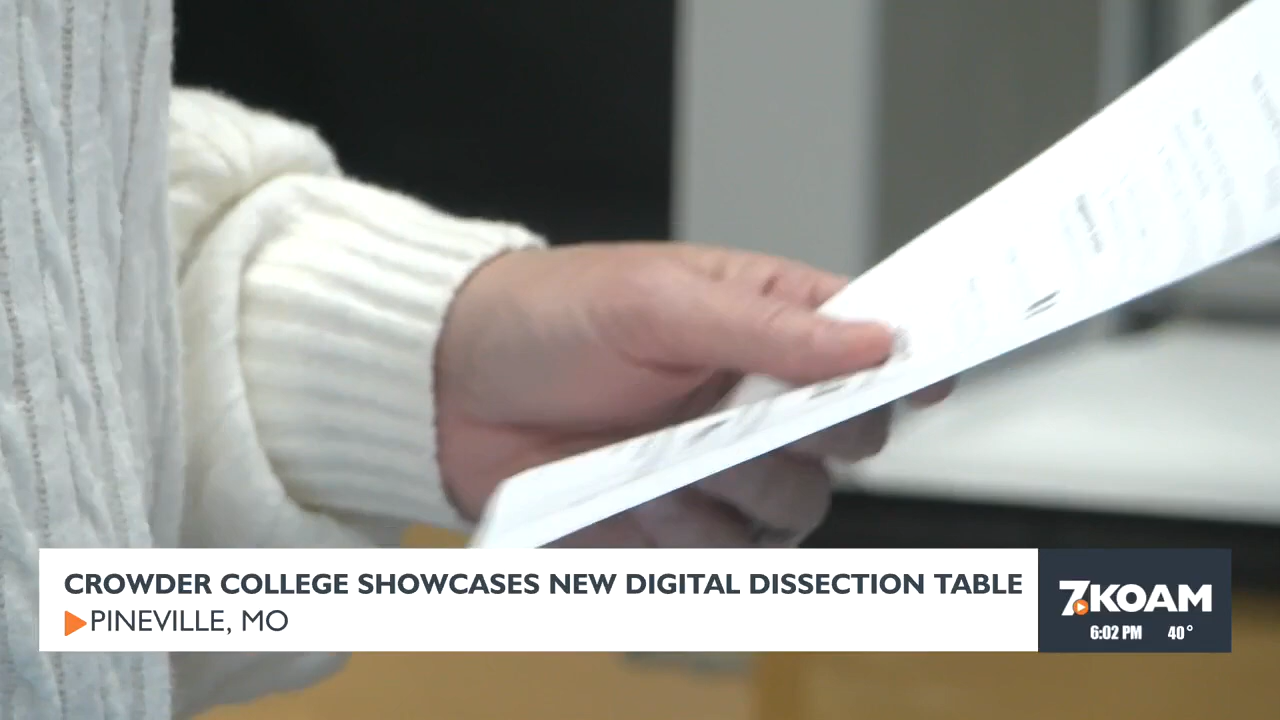 CROWDER COLLEGE SHOWCASES NEW DIGITAL DISSECTION TABLE
PINEVILLE, MO
7KOAM
6:02 PM 40°